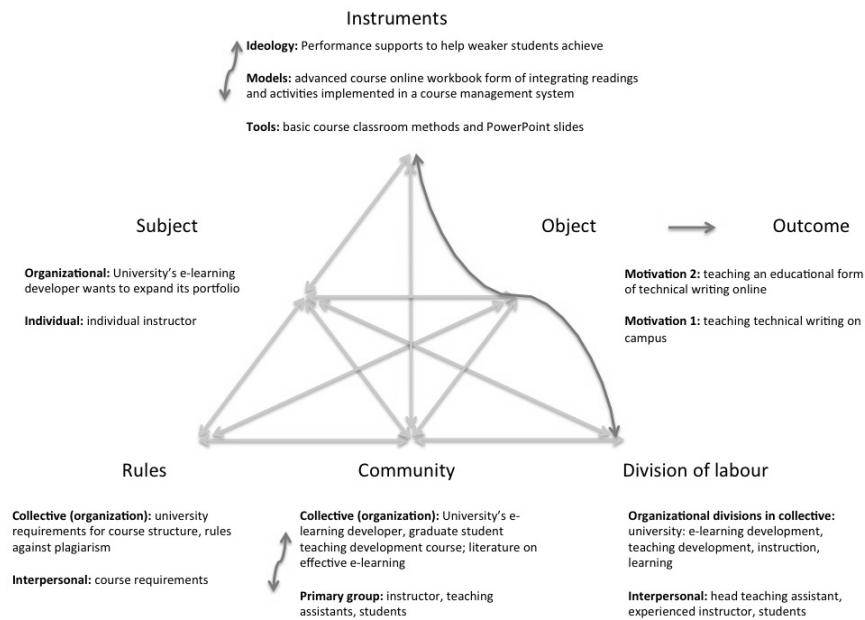 Instruments
Ideology: Performance supports to help weaker students achieve
Models: advanced course online workbook form of integrating readings
and activities implemented in a course management system
Tools: basic course classroom methods and PowerPoint slides
Subject
Organizational: University's e-learning
developer wants to expand its portfolio
Individual: individual instructor
Object
Outcome
Motivation 2: teaching an educational form
of technical writing online
Motivation 1: teaching technical writing on
campus
Rules
Collective (organization): university
requirements for course structure, rules
against plagiarism
Interpersonal: course requirements
Community
Collective (organization): University's e-
learning developer, graduate student
teaching development course; literature on
effective e-learning
Primary group: instructor, teaching
assistants, students
Division of labour
Organizational divisions in collective:
university: e-learning development,
teaching development, instruction,
learning
Interpersonal: head teaching assistant,
experienced instructor, students